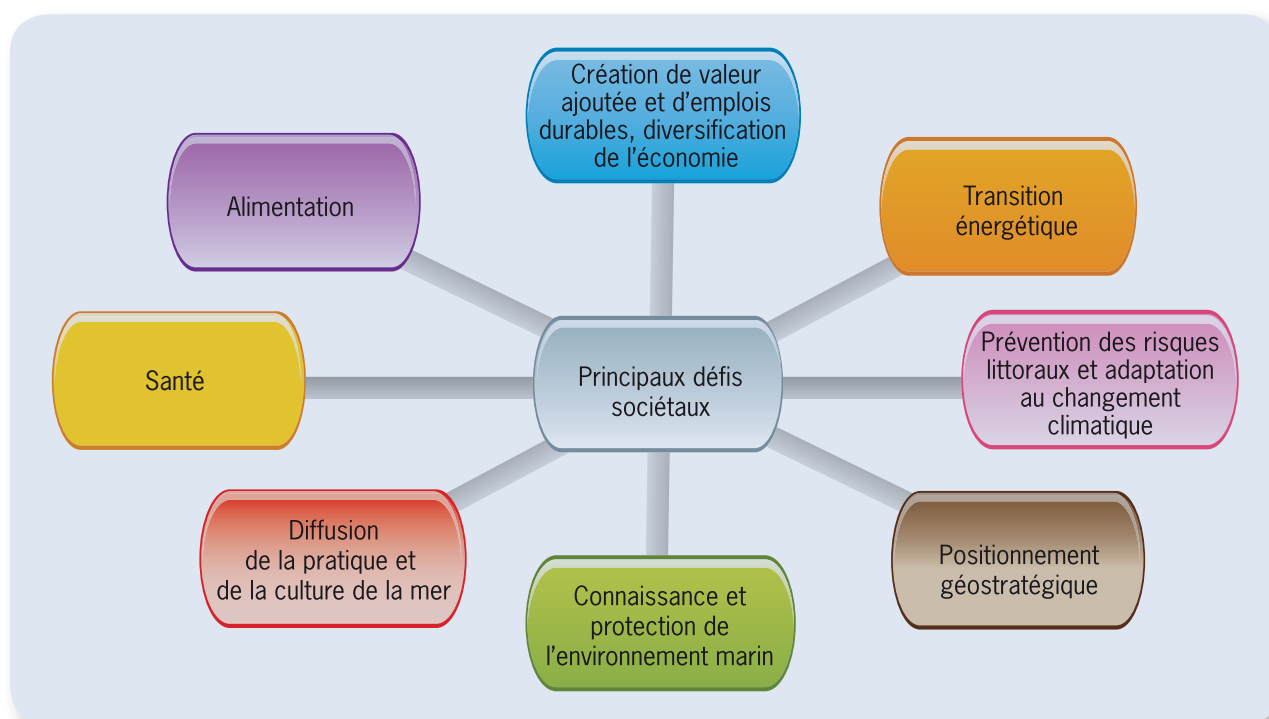 Création de valeur
ajoutée et d'emplois
durables, diversification
de l'économie
Alimentation
Transition
énergétique
Santé
Principaux défis
sociétaux
Prévention des risques
littoraux et adaptation
au changement
climatique
Diffusion
de la pratique et
de la culture de la mer
Connaissance et
protection de
l'environnement marin
Positionnement
géostratégique